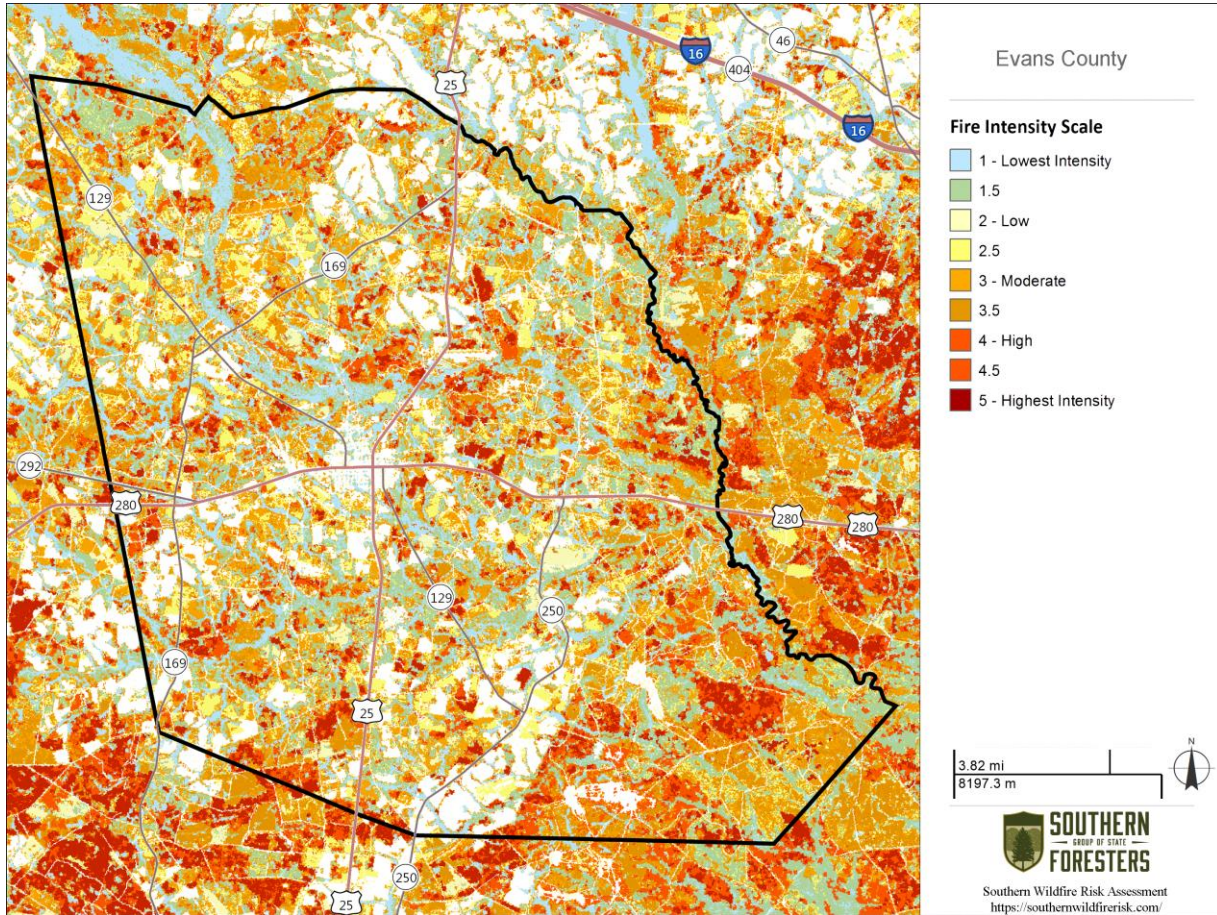 46
16
404
25
16
129
169
292
280
280
280
129
250
169
25
250
25
Evans County
Fire Intensity Scale
1 - Lowest Intensity
1.5
2 - Low
2.5
3 - Moderate
3.5
4 - High
4.5
5 - Highest Intensity
N
3.82 mi
8197.3 m
SOUTHERN
GROUP OF STATE
FORESTERS
Southern Wildfire Risk Assessment
https://southernwildfirerisk.com/